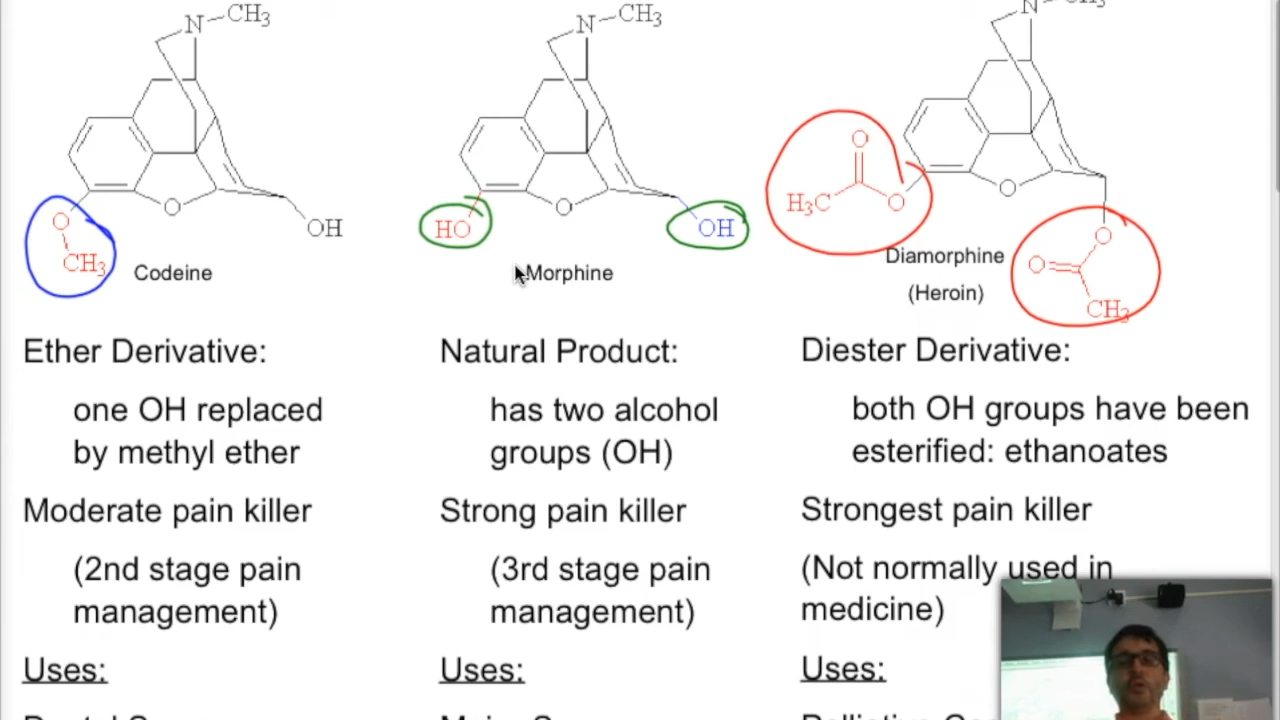 N CH3
N CH3
N CH3
O
O
OH
CH3
Codeine
O
HO
OH
Morphine
O
H3C
O
O
O
O
CH3
Diamorphine
(Heroin)
Ether Derivative:
one OH replaced
by methyl ether
Moderate pain killer
(2nd stage pain
management)
Uses:
Natural Product:
has two alcohol
groups (OH)
Strong pain killer
(3rd stage pain
management)
Uses:
Diester Derivative:
both OH groups have been
esterified: ethanoates
Strongest pain killer
(Not normally used in
medicine)
Uses: